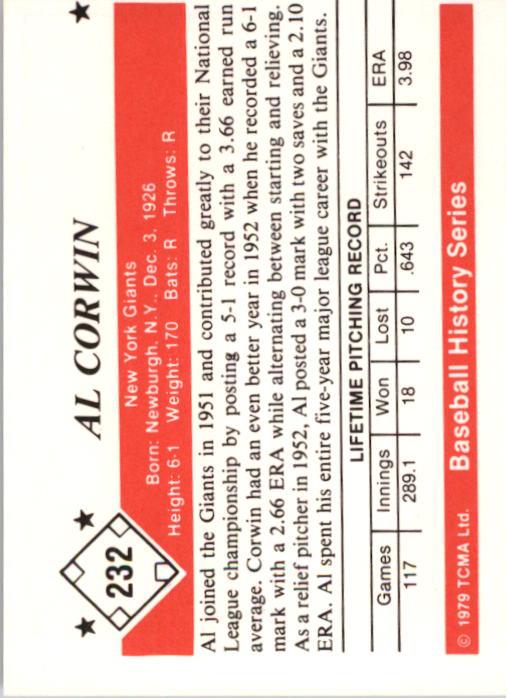 232
AL CORWIN
New York Giants
Born: Newburgh, N.Y., Dec. 3, 1926
Height: 6-1 Weight: 170 Bats: R Throws: R
Al joined the Giants in 1951 and contributed greatly to their National
League championship by posting a 5-1 record with a 3.66 earned run
average. Corwin had an even better year in 1952 when he recorded a 6-1
mark with a 2.66 ERA while alternating between starting and relieving.
As a relief pitcher in 1952, Al posted a 3-0 mark with two saves and a 2.10
ERA. Al spent his entire five-year major league career with the Giants.
LIFETIME PITCHING RECORD
Games Innings Won Lost Pct. Strikeouts ERA
117 289.1 18 10 .643 142 3.98
© 1979 TCMA Ltd. Baseball History Series